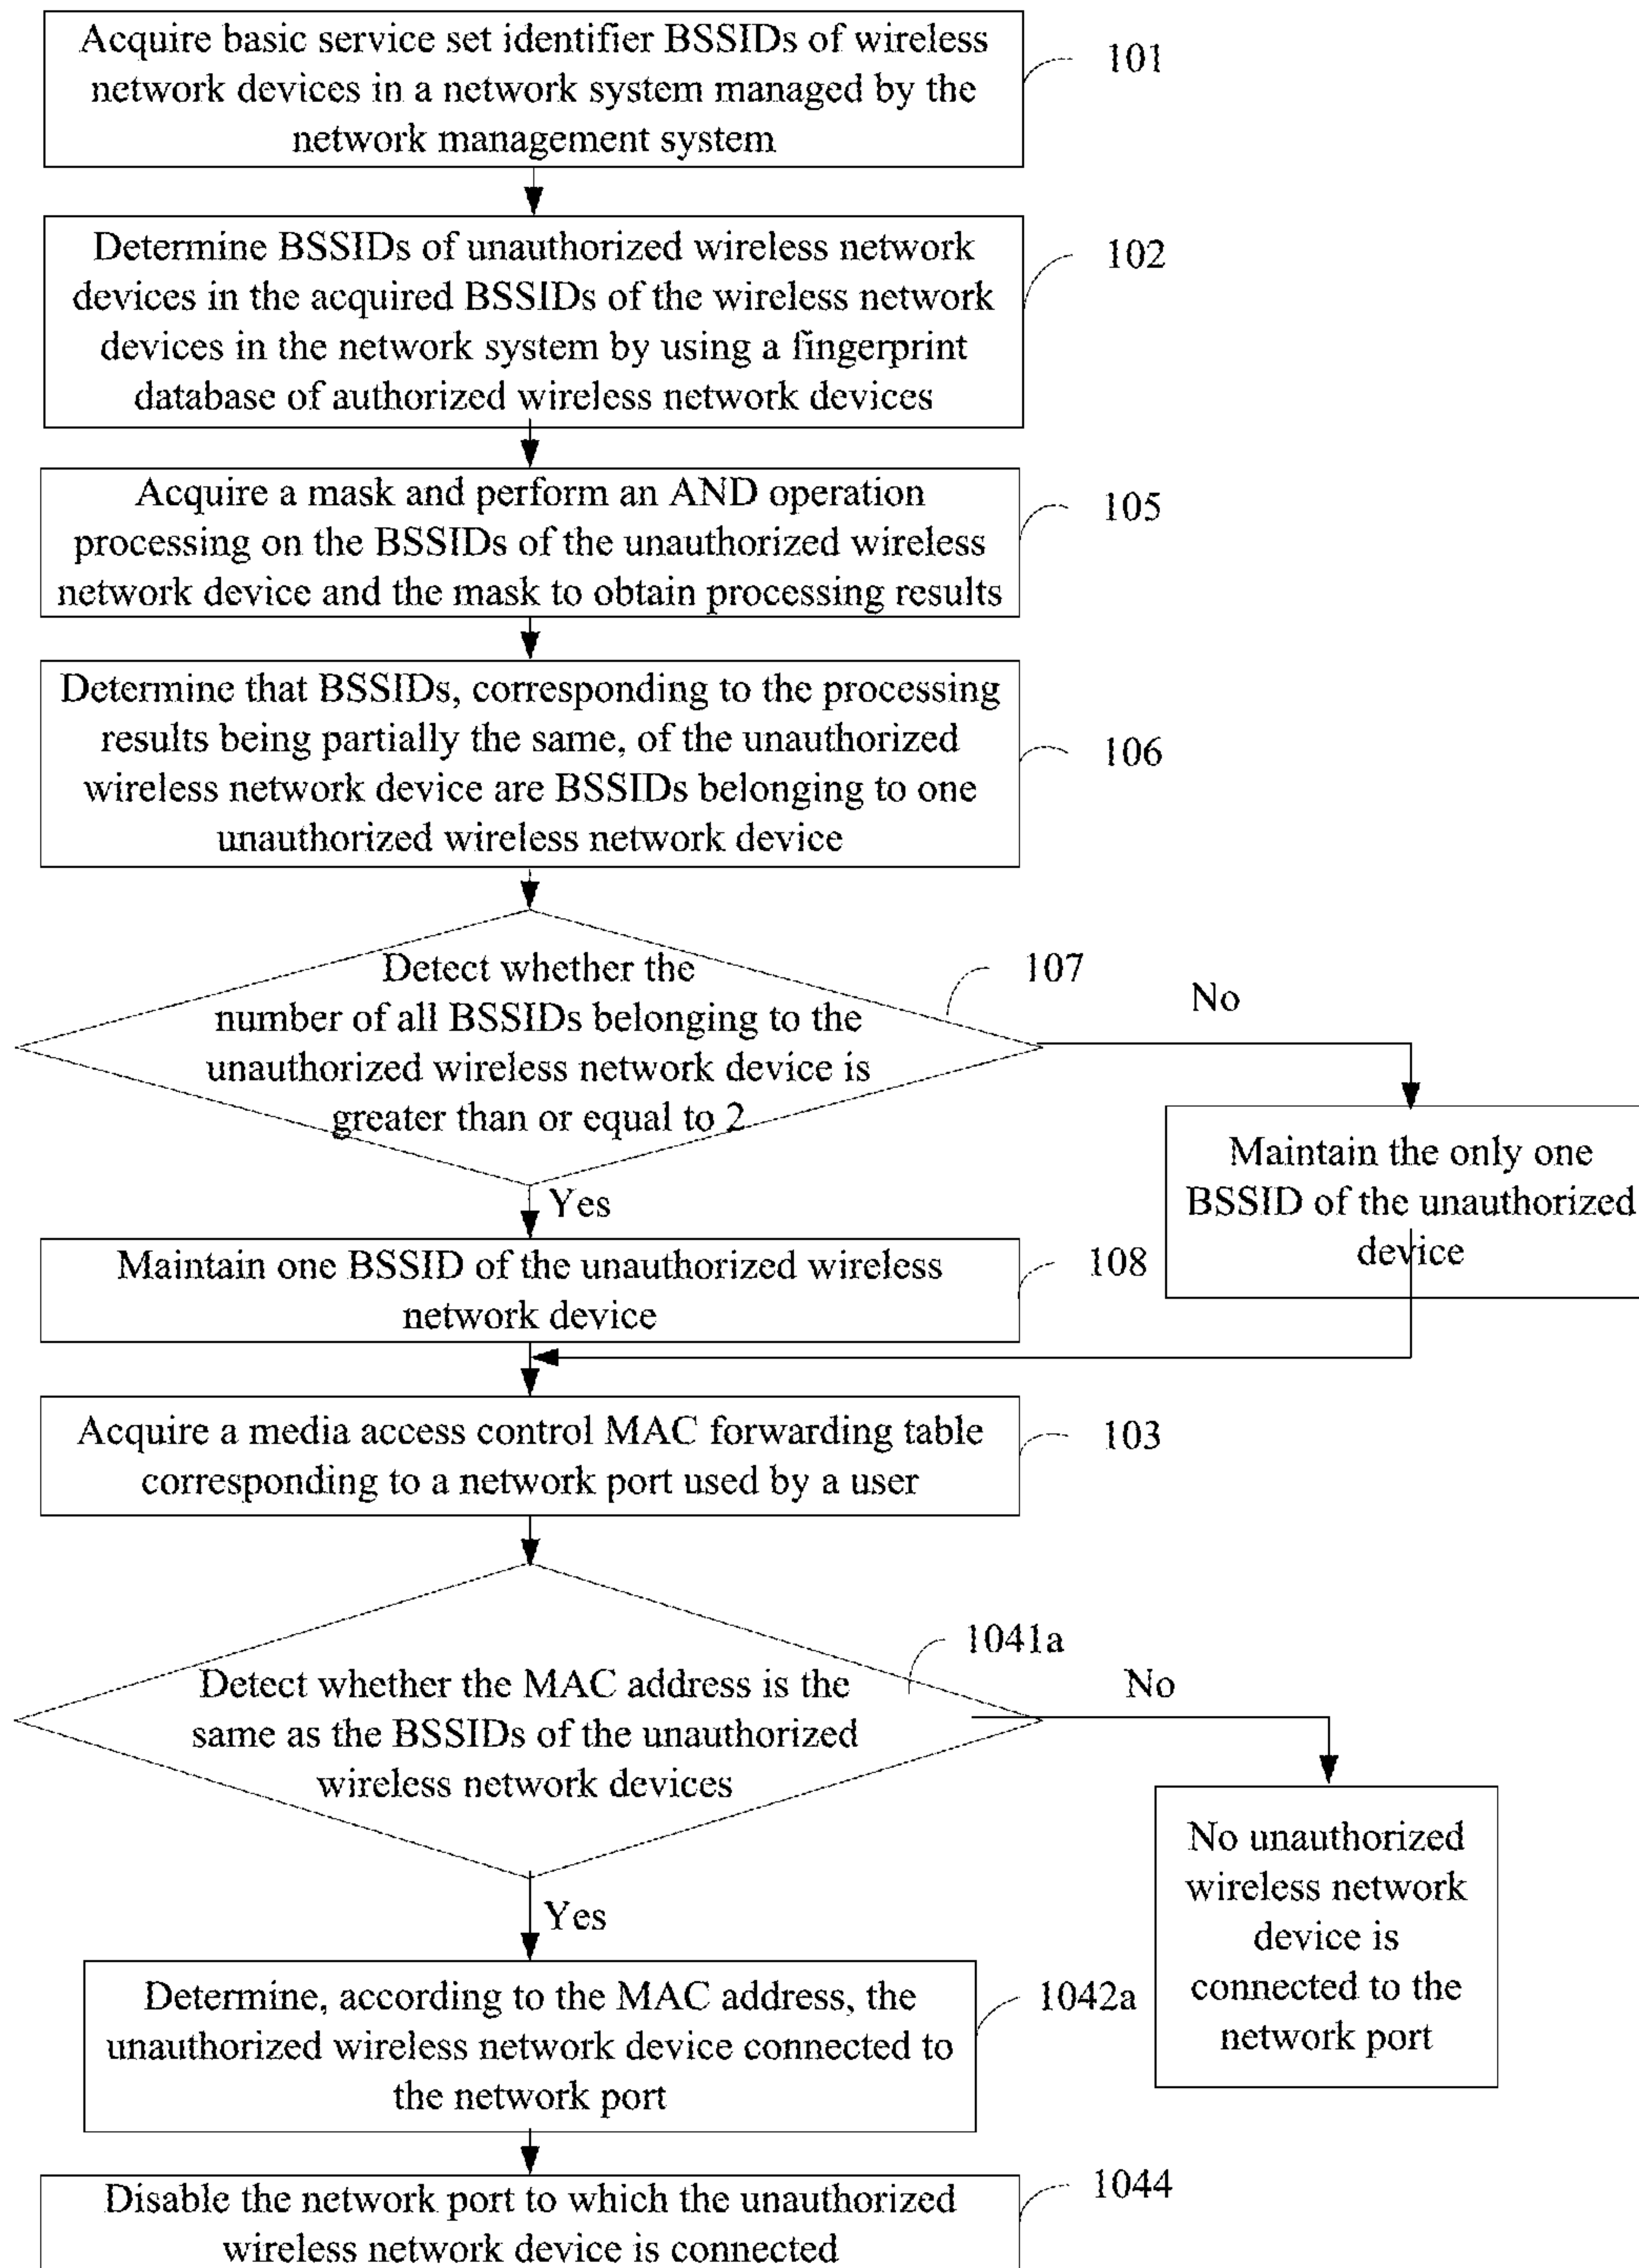 Acquire basic service set identifier BSSIDs of wireless
network devices in a network system managed by the
network management system
101
Determine BSSIDs of unauthorized wireless network
devices in the acquired BSSIDs of the wireless network
devices in the network system by using a fingerprint
database of authorized wireless network devices
102
Acquire a mask and perform an AND operation
processing on the BSSIDs of the unauthorized wireless
network device and the mask to obtain processing results
105
Determine that BSSIDs, corresponding to the processing
results being partially the same, of the unauthorized
wireless network device are BSSIDs belonging to one
unauthorized wireless network device
106
Detect whether the
number of all BSSIDs belonging to the
unauthorized wireless network device is
greater than or equal to 2
107
No
Yes
Maintain the only one
BSSID of the unauthorized
device
Maintain one BSSID of the unauthorized wireless
network device
108
Acquire a media access control MAC forwarding table
corresponding to a network port used by a user
103
Detect whether the MAC address is the
same as the BSSIDs of the unauthorized
wireless network devices
1041a
No
Yes
No unauthorized
wireless network
device is
connected to the
network port
Determine, according to the MAC address, the
unauthorized wireless network device connected to
the network port
1042a
Disable the network port to which the unauthorized
wireless network device is connected
1044